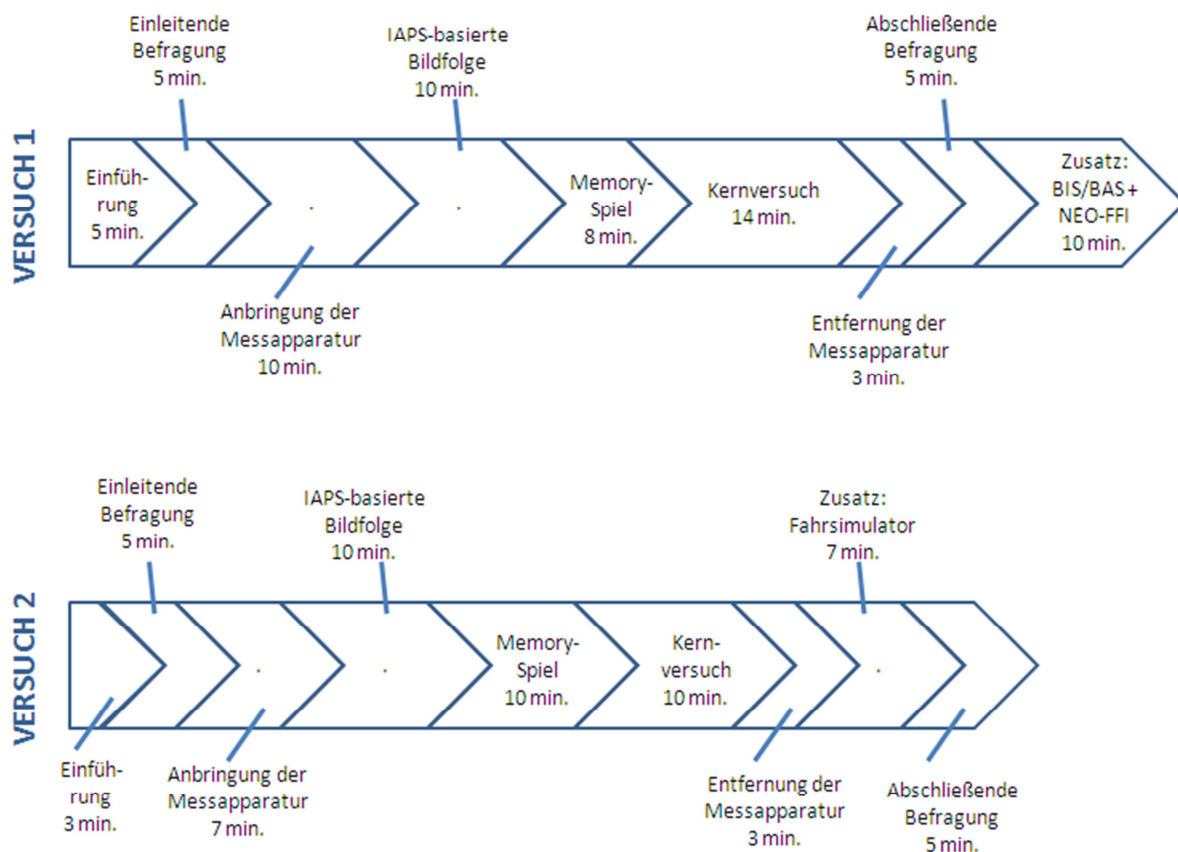 VERSUCH 1
Einführ-
rung
5 min.
Einleitende
Befragung
5 min.
Anbringung der
Messapparatur
10 min.
IAPS-basierte
Bildfolge
10 min.
Memory-
Spiel
8 min.
Kernversuch
14 min.
Entfernung der
Messapparatur
3 min.
Abschließende
Befragung
5 min.
Zusatz:
BIS/BAS +
NEO-FFI
10 min.
VERSUCH 2
Einfüh-
rung
3 min.
Einleitende
Befragung
5 min.
Anbringung der
Messapparatur
7 min.
IAPS-basierte
Bildfolge
10 min.
Memory-
Spiel
10 min.
Kern-
versuch
10 min.
Entfernung der
Messapparatur
3 min.
Zusatz:
Fahrsimulator
7 min.
Abschließende
Befragung
5 min.